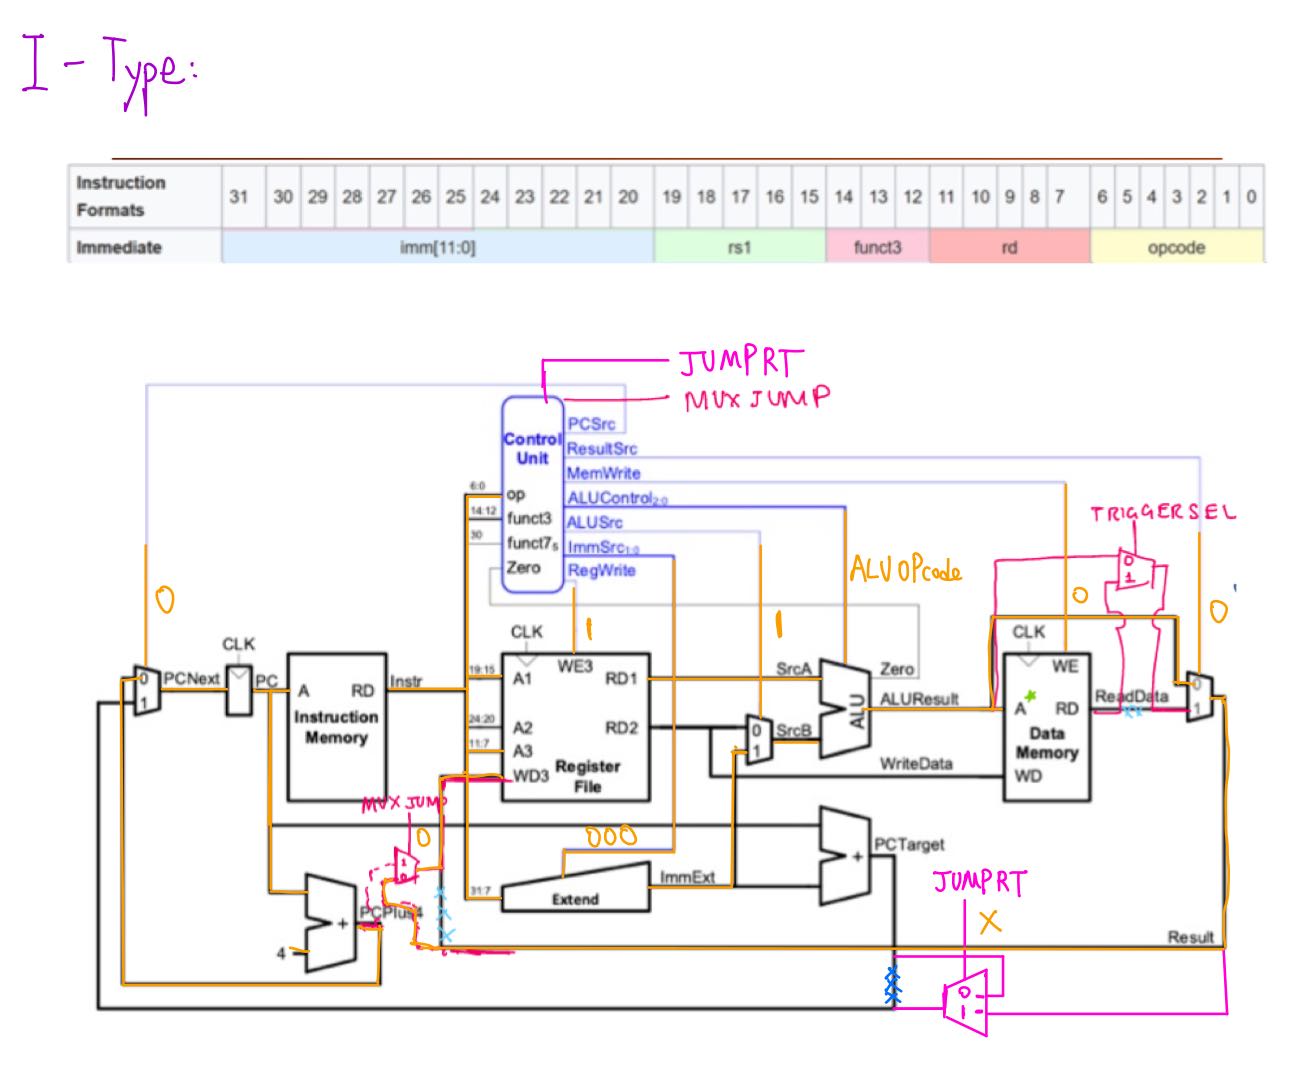 I - Type:
Instruction Formats 31 30 29 28 27 26 25 24 23 22 21 20 19 18 17 16 15 14 13 12 11 10 9 8 7 6 5 4 3 2 1 0
Immediate imm[11:0] rs1 funct3 rd opcode
JUMPRT
MUX JUMP
PCSrc
Control Unit
ResultSrc
MemWrite
6:0 op
ALUControl2:0
14:12 funct3
ALUSrc
30 funct75
ImmSrc1:0
Zero
RegWrite
TRIGGERSEL
0
1
ALU OPcode
0
1
1
0
0
CLK
CLK
CLK
0
1
PCNext
PC
A RD
Instruction Memory
Instr
19:15 A1
WE3
RD1
SrcA
Zero
ALU
ALUResult
WE
A RD
ReadData
0
1
24:20 A2
RD2
0
1
SrcB
11:7 A3
WD3
Register File
WriteData
Data Memory
WD
MUX JUMP
0
1
0
000
+
PCTarget
ImmExt
31:7
Extend
JUMPRT
X
PCPlus4
+
4
Result
0
1